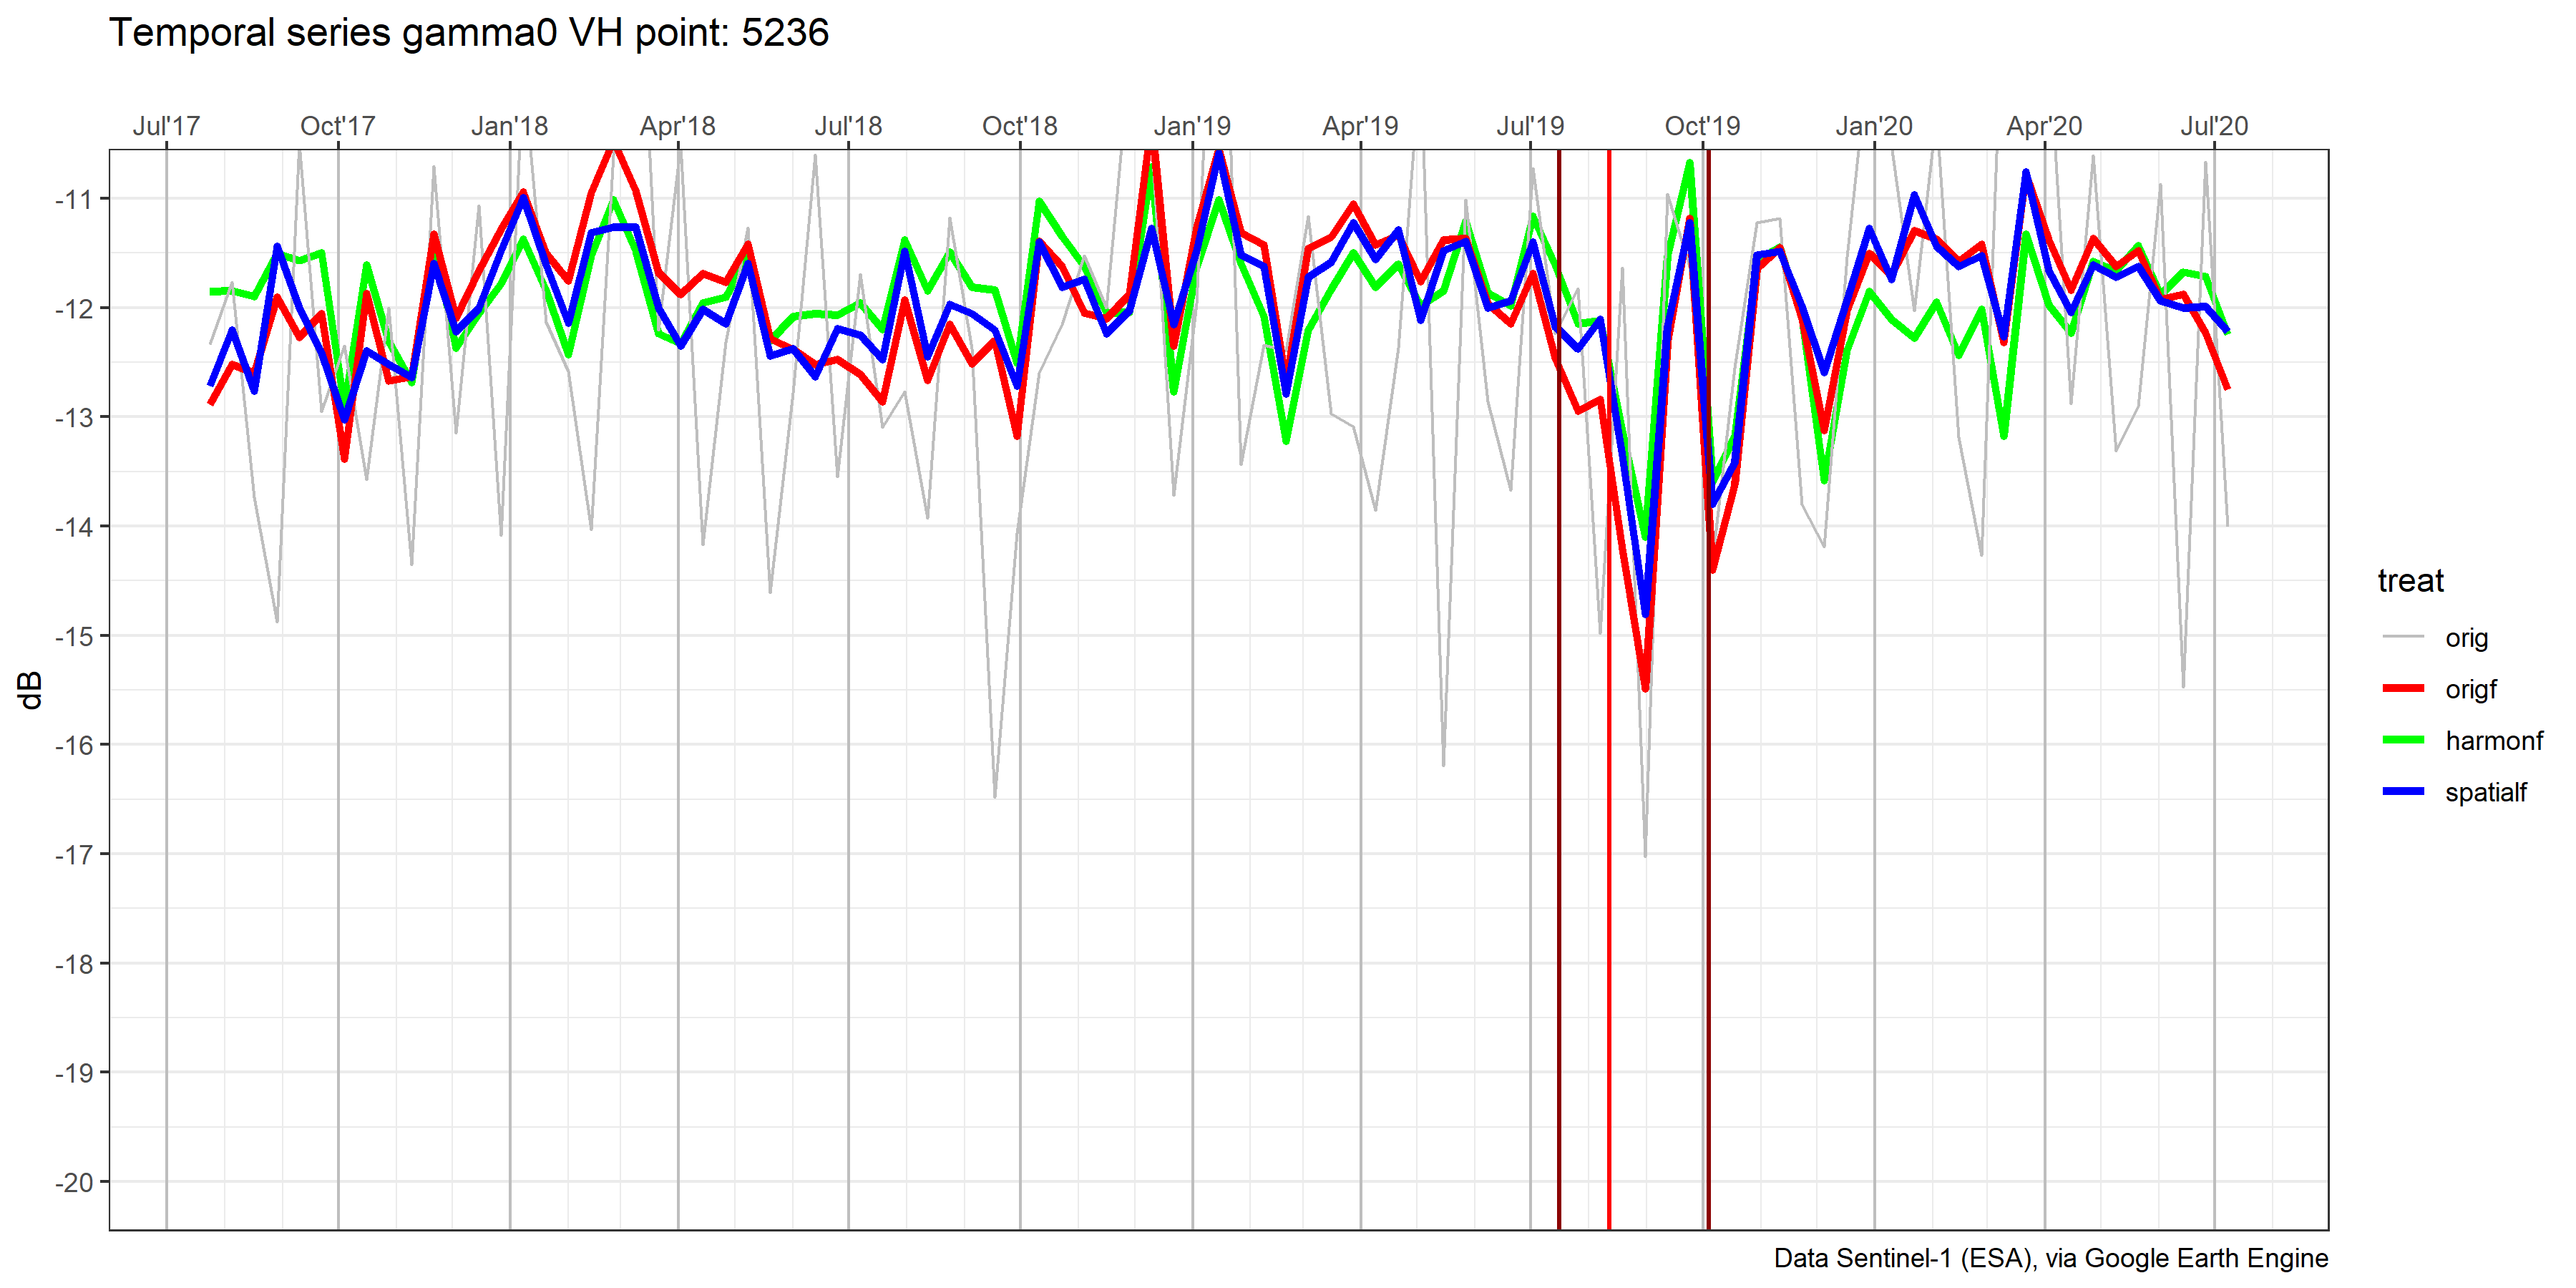 Temporal series gamma0 VH point: 5236
Jul'17 Oct'17 Jan'18 Apr'18 Jul'18 Oct'18 Jan'19 Apr'19 Jul'19 Oct'19 Jan'20 Apr'20 Jul'20
-11
-12
-13
-14
-15
-16
-17
-18
-19
-20
dB
treat
orig
origf
harmonf
spatialf
Data Sentinel-1 (ESA), via Google Earth Engine